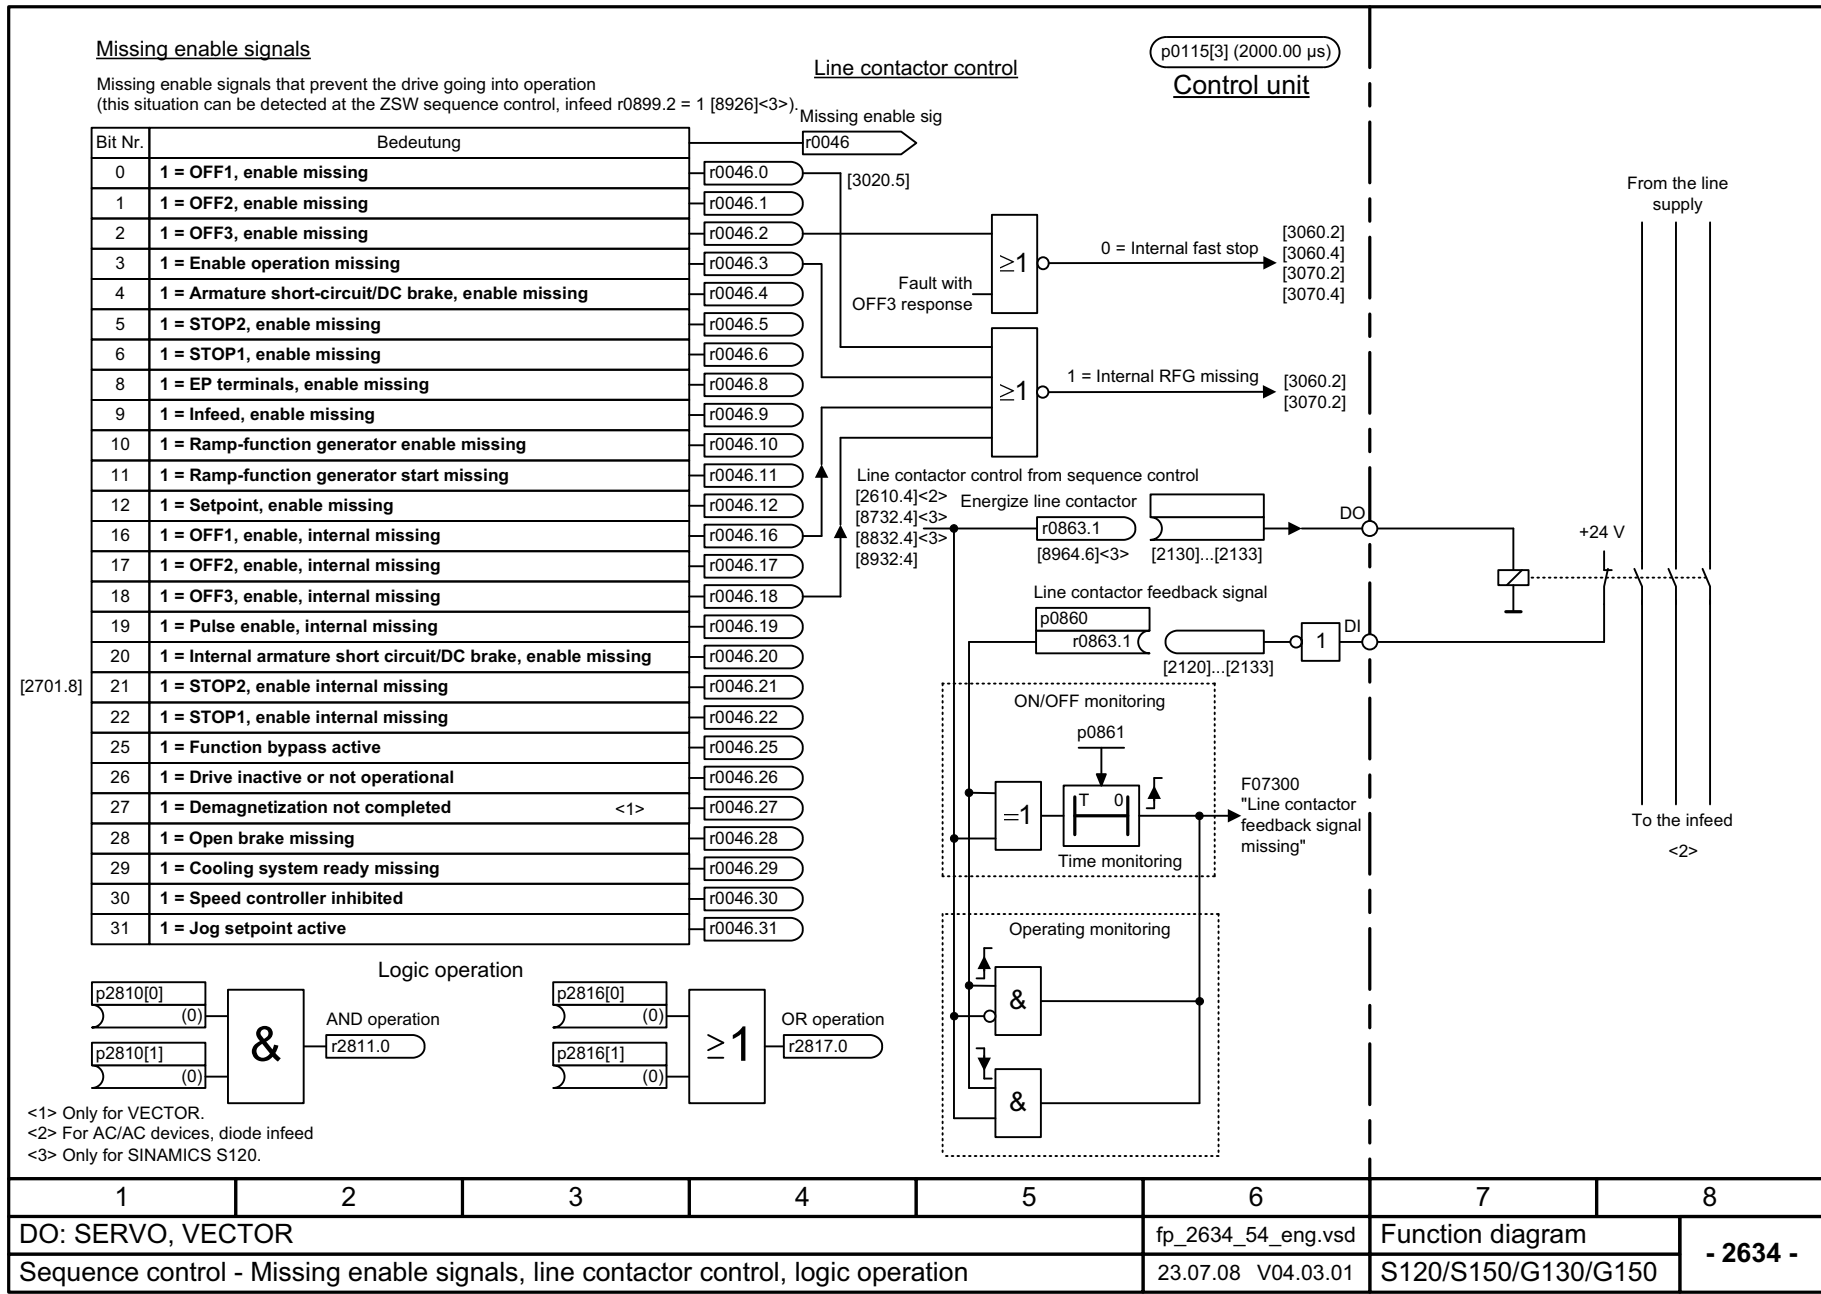 Missing enable signals
Missing enable signals that prevent the drive going into operation
(this situation can be detected at the ZSW sequence control, infeed r0899.2 = 1 [8926]<3>).
Line contactor control
p0115[3] (2000.00 µs)
Control unit
Missing enable sig
r0046
Bit Nr. Bedeutung
0 1 = OFF1, enable missing r0046.0
1 1 = OFF2, enable missing r0046.1
2 1 = OFF3, enable missing r0046.2
3 1 = Enable operation missing r0046.3
4 1 = Armature short-circuit/DC brake, enable missing r0046.4
5 1 = STOP2, enable missing r0046.5
6 1 = STOP1, enable missing r0046.6
8 1 = EP terminals, enable missing r0046.8
9 1 = Infeed, enable missing r0046.9
10 1 = Ramp-function generator enable missing r0046.10
11 1 = Ramp-function generator start missing r0046.11
12 1 = Setpoint, enable missing r0046.12
16 1 = OFF1, enable, internal missing r0046.16
17 1 = OFF2, enable, internal missing r0046.17
18 1 = OFF3, enable, internal missing r0046.18
19 1 = Pulse enable, internal missing r0046.19
20 1 = Internal armature short circuit/DC brake, enable missing r0046.20
[2701.8] 21 1 = STOP2, enable internal missing r0046.21
22 1 = STOP1, enable internal missing r0046.22
25 1 = Function bypass active r0046.25
26 1 = Drive inactive or not operational r0046.26
27 1 = Demagnetization not completed <1> r0046.27
28 1 = Open brake missing r0046.28
29 1 = Cooling system ready missing r0046.29
30 1 = Speed controller inhibited r0046.30
31 1 = Jog setpoint active r0046.31
[3020.5]
Fault with
OFF3 response
≥1
0 = Internal fast stop
[3060.2]
[3060.4]
[3070.2]
[3070.4]
≥1
1 = Internal RFG missing
[3060.2]
[3070.2]
Line contactor control from sequence control
[2610.4]<2>
[8732.4]<3>
[8832.4]<3>
[8932:4]
Energize line contactor
r0863.1
[8964.6]<3>
[2130]...[2133]
DO
Line contactor feedback signal
p0860
r0863.1
[2120]...[2133]
1
DI
+24 V
From the line
supply
To the infeed
<2>
ON/OFF monitoring
p0861
=1
T 0
Time monitoring
F07300
"Line contactor
feedback signal
missing"
Operating monitoring
&
&
Logic operation
p2810[0]
(0)
p2810[1]
(0)
&
AND operation
r2811.0
p2816[0]
(0)
p2816[1]
(0)
≥1
OR operation
r2817.0
<1> Only for VECTOR.
<2> For AC/AC devices, diode infeed
<3> Only for SINAMICS S120.
1 2 3 4 5 6 7 8
DO: SERVO, VECTOR fp_2634_54_eng.vsd Function diagram
- 2634 -
Sequence control - Missing enable signals, line contactor control, logic operation 23.07.08 V04.03.01 S120/S150/G130/G150